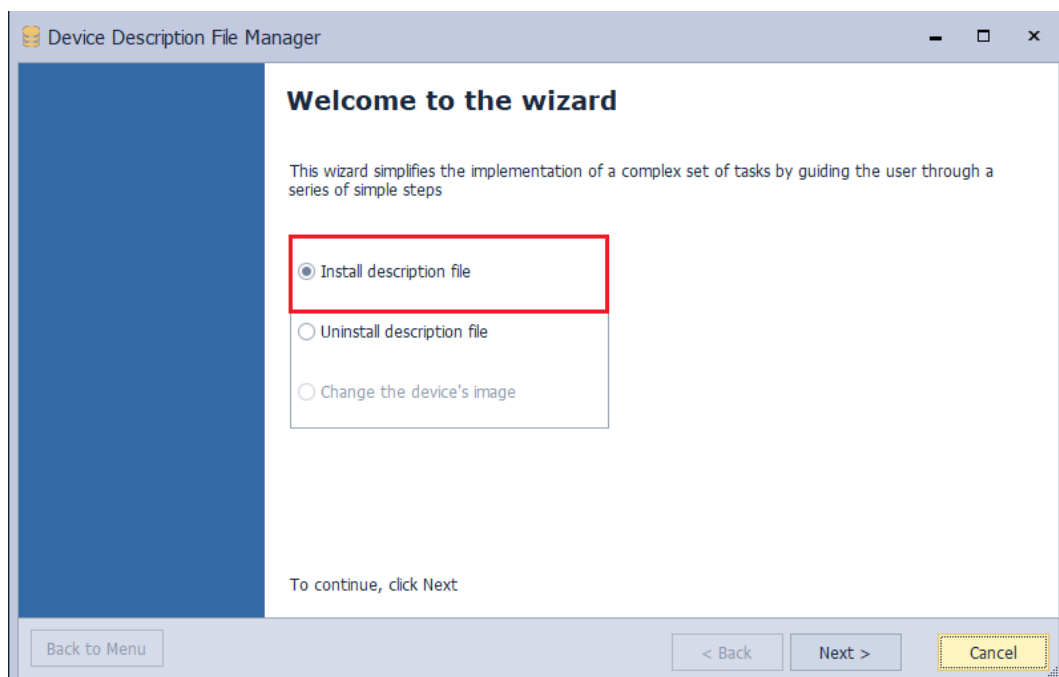 Device Description File Manager
Welcome to the wizard
This wizard simplifies the implementation of a complex set of tasks by guiding the user through a
series of simple steps
Install description file
Uninstall description file
Change the device's image
To continue, click Next
Back to Menu
< Back
Next >
Cancel